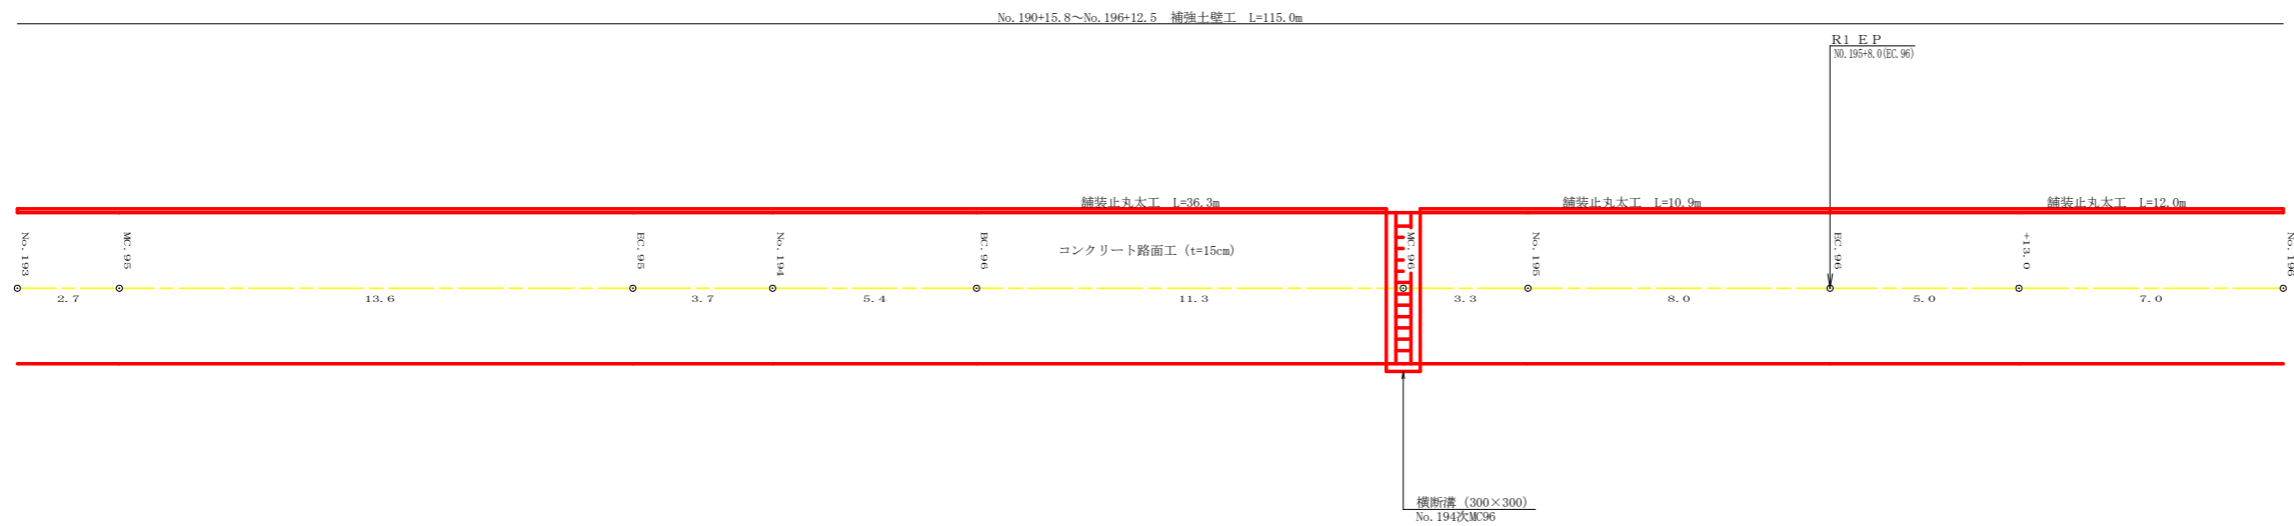 No.190+15.8～No.196+12.5 補強土壁工 L=115.0m
R1 EP
NO.195+8.0(EC.96)
舗装止丸太工 L=36.3m
舗装止丸太工 L=10.9m
舗装止丸太工 L=12.0m
No.193
MC.95
EC.95
No.194
BC.96
コンクリート路面工 (t=15cm)
MC.96
No.195
EC.96
+13.0
No.196
2.7
13.6
3.7
5.4
11.3
3.3
8.0
5.0
7.0
横断溝 (300×300)
No.194次MC96